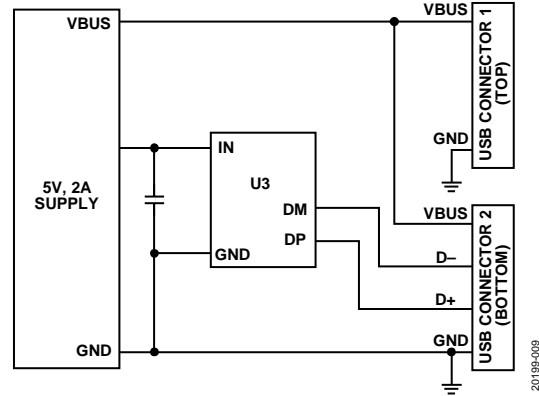 VBUS
VBUS
USB CONNECTOR 1
(TOP)
GND
IN
U3
5V, 2A
SUPPLY
DM
VBUS
DP
GND
D–
D+
USB CONNECTOR 2
(BOTTOM)
GND
GND
20199-009